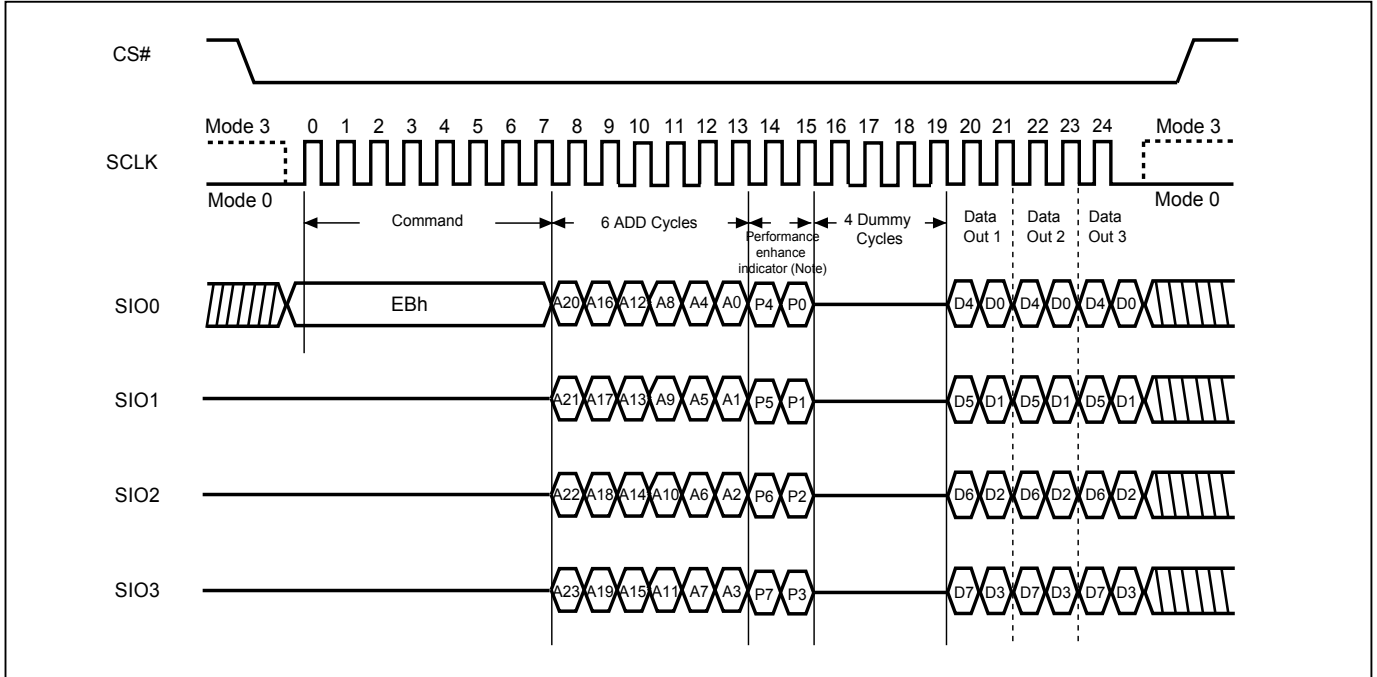 CS#
Mode 3 0 1 2 3 4 5 6 7 8 9 10 11 12 13 14 15 16 17 18 19 20 21 22 23 24 Mode 3
SCLK
Mode 0 Mode 0
Command 6 ADD Cycles Performance enhance indicator (Note) 4 Dummy Cycles Data Out 1 Data Out 2 Data Out 3
SIO0 EBh A20 A16 A12 A8 A4 A0 P4 P0 D4 D0 D4 D0 D4 D0
SIO1 A21 A17 A13 A9 A5 A1 P5 P1 D5 D1 D5 D1 D5 D1
SIO2 A22 A18 A14 A10 A6 A2 P6 P2 D6 D2 D6 D2 D6 D2
SIO3 A23 A19 A15 A11 A7 A3 P7 P3 D7 D3 D7 D3 D7 D3